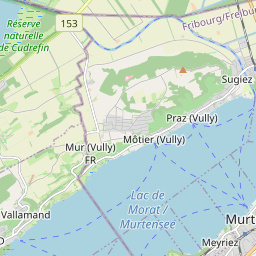 153
Fribourg/Freibu
Réserve
naturelle
de Cudrefin
Sugiez
Praz (Vully)
Môtier (Vully)
Mur (Vully)
FR
Vallamand
Lac de
Morat /
Murtensee
Murt
Meyriez